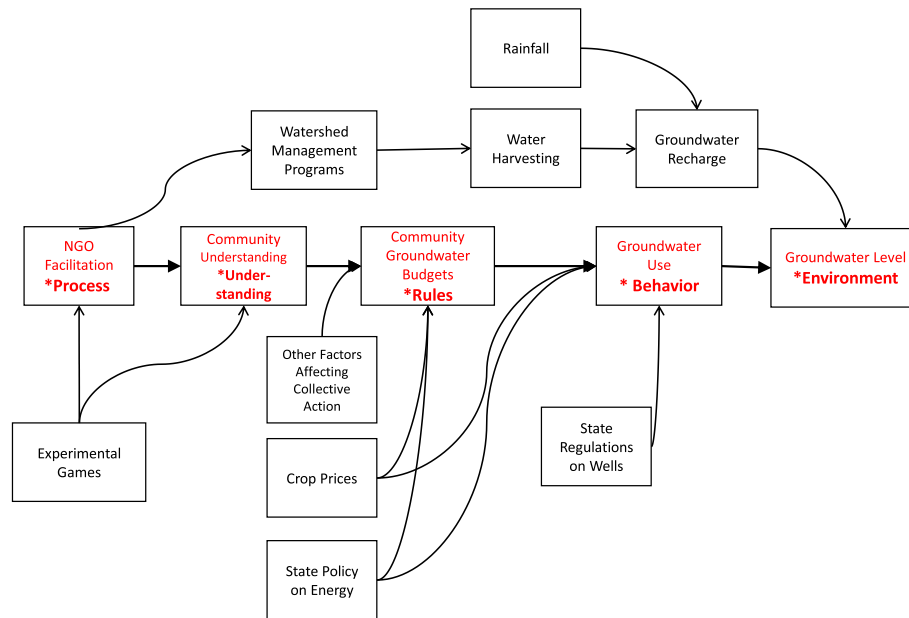 Rainfall
Watershed
Management
Programs
Water
Harvesting
Groundwater
Recharge
NGO
Facilitation
*Process
Community
Understanding
*Under-
standing
Community
Groundwater
Budgets
*Rules
Groundwater
Use
* Behavior
Groundwater Level
*Environment
Other Factors
Affecting
Collective
Action
Experimental
Games
Crop Prices
State
Regulations
on Wells
State Policy
on Energy